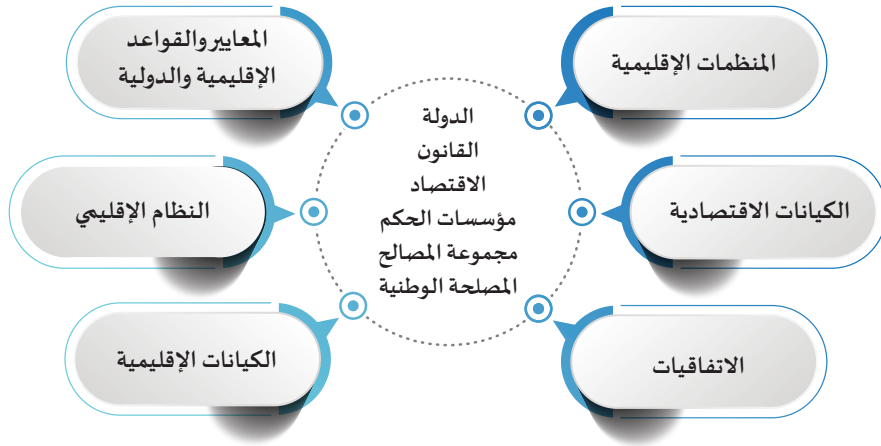 المنظمات الإقليمية
الكيانات الاقتصادية
الاتفاقيات
الدولة
القانون
الاقتصاد
مؤسسات الحكم
مجموعة المصالح
المصلحة الوطنية
المعايير والقواعد
الإقليمية والدولية
النظام الإقليمي
الكيانات الإقليمية